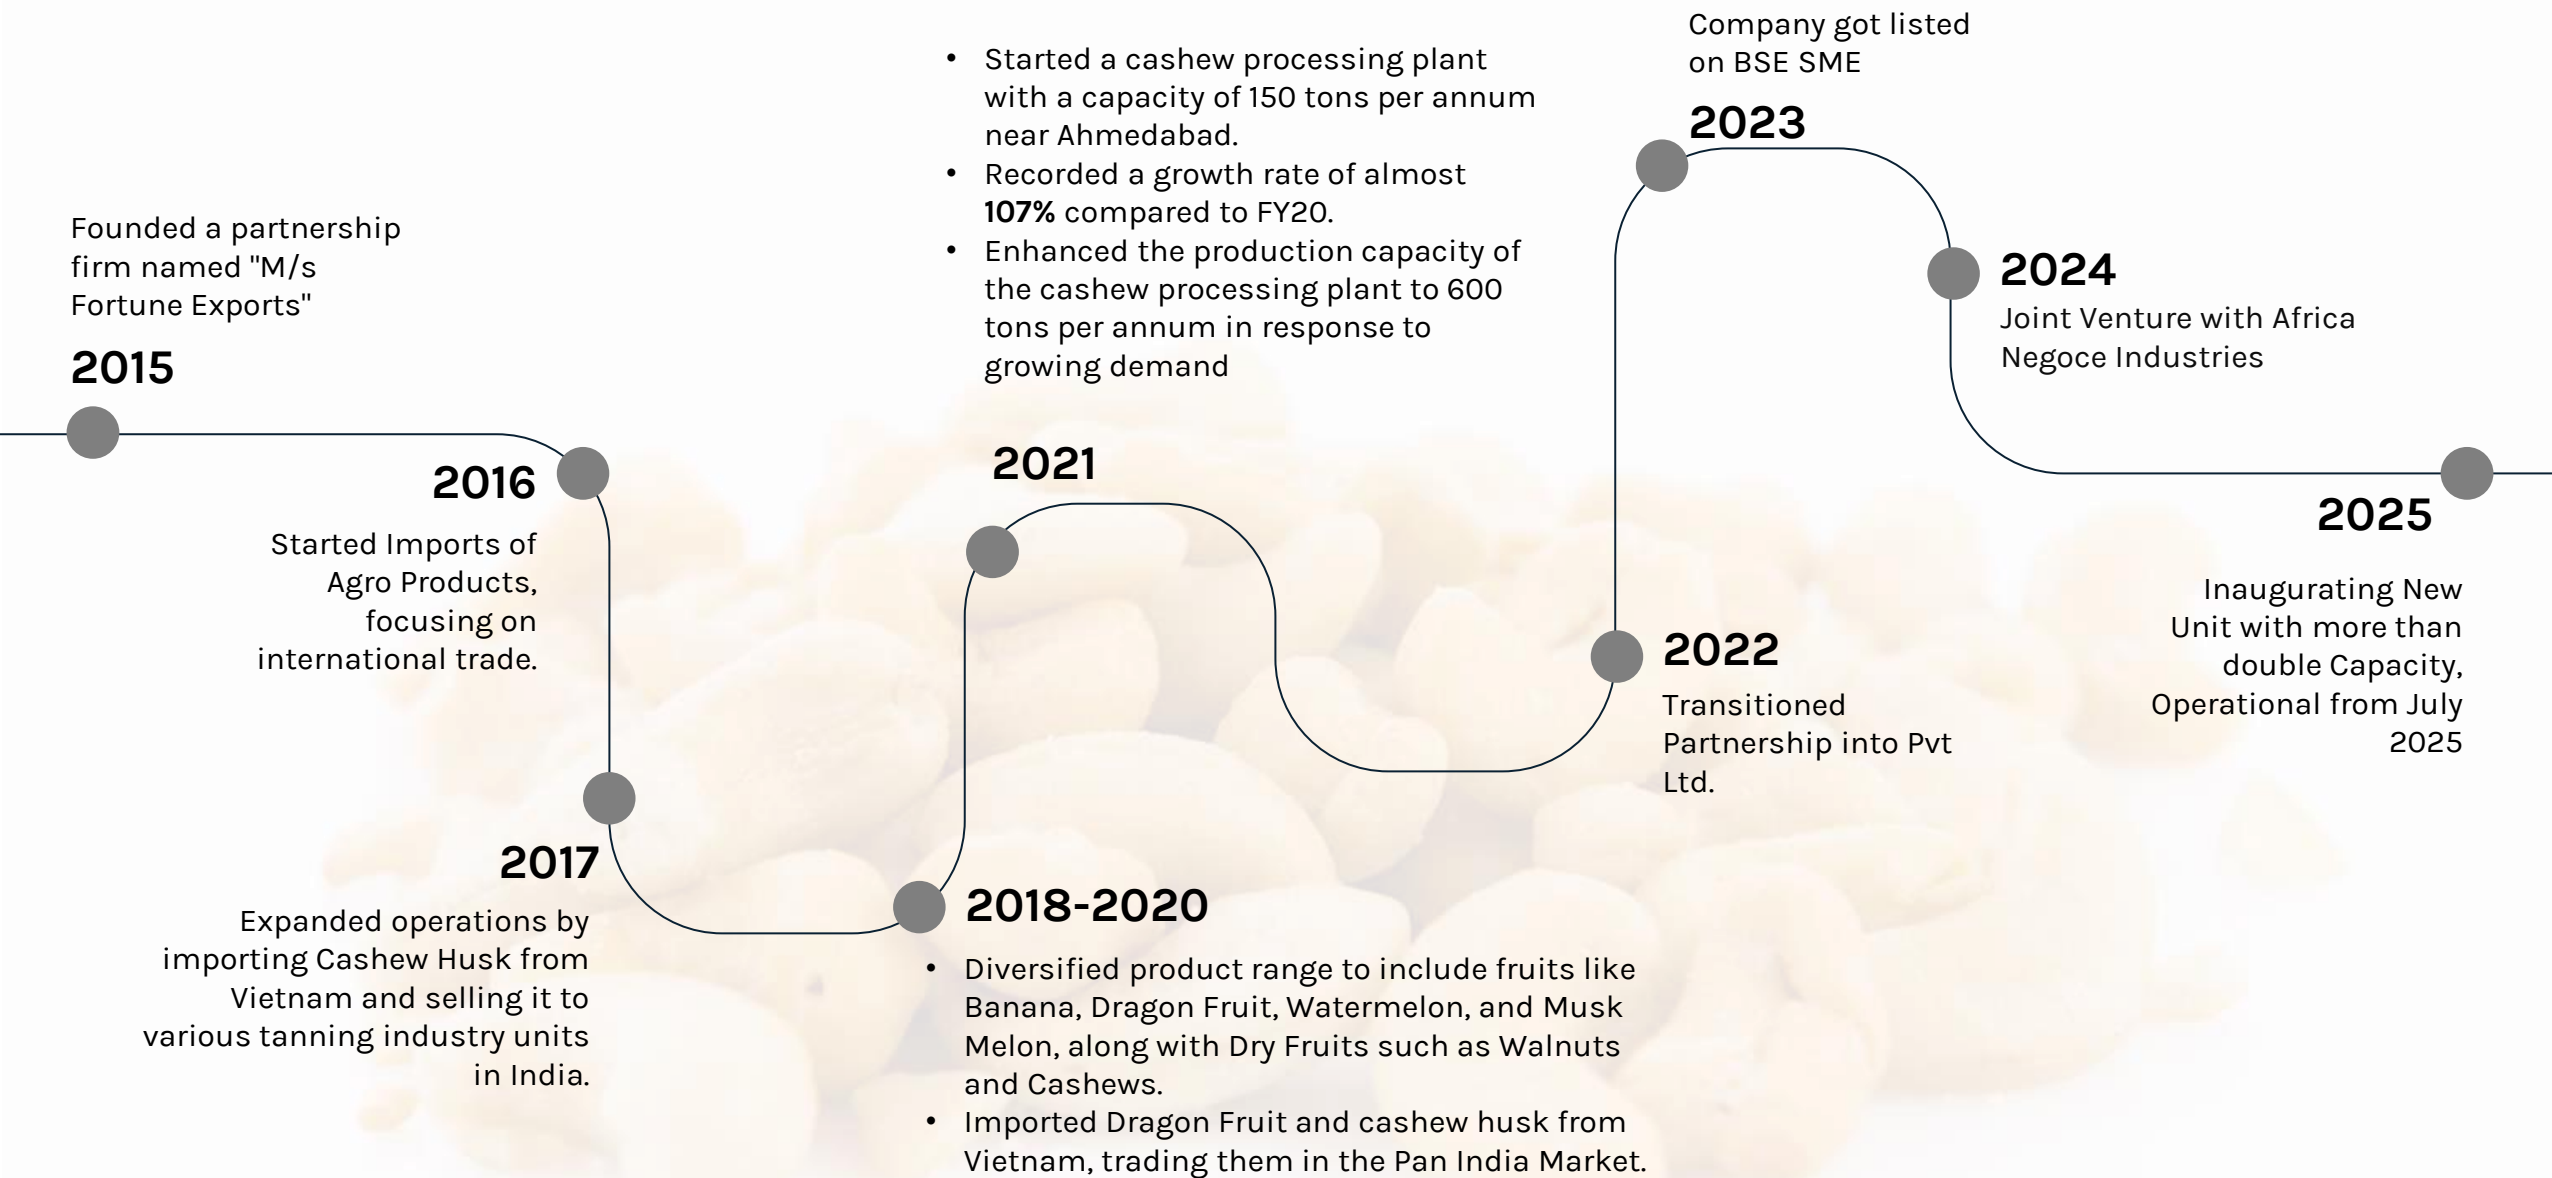 Founded a partnership
firm named "M/s
Fortune Exports"
2015
2016
Started Imports of
Agro Products,
focusing on
international trade.
2017
Expanded operations by
importing Cashew Husk from
Vietnam and selling it to
various tanning industry units
in India.
2018-2020
• Diversified product range to include fruits like
Banana, Dragon Fruit, Watermelon, and Musk
Melon, along with Dry Fruits such as Walnuts
and Cashews.
• Imported Dragon Fruit and cashew husk from
Vietnam, trading them in the Pan India Market.
• Started a cashew processing plant
with a capacity of 150 tons per annum
near Ahmedabad.
• Recorded a growth rate of almost
107% compared to FY20.
• Enhanced the production capacity of
the cashew processing plant to 600
tons per annum in response to
growing demand
2021
2022
Transitioned
Partnership into Pvt
Ltd.
Company got listed
on BSE SME
2023
2024
Joint Venture with Africa
Negoce Industries
2025
Inaugurating New
Unit with more than
double Capacity,
Operational from July
2025